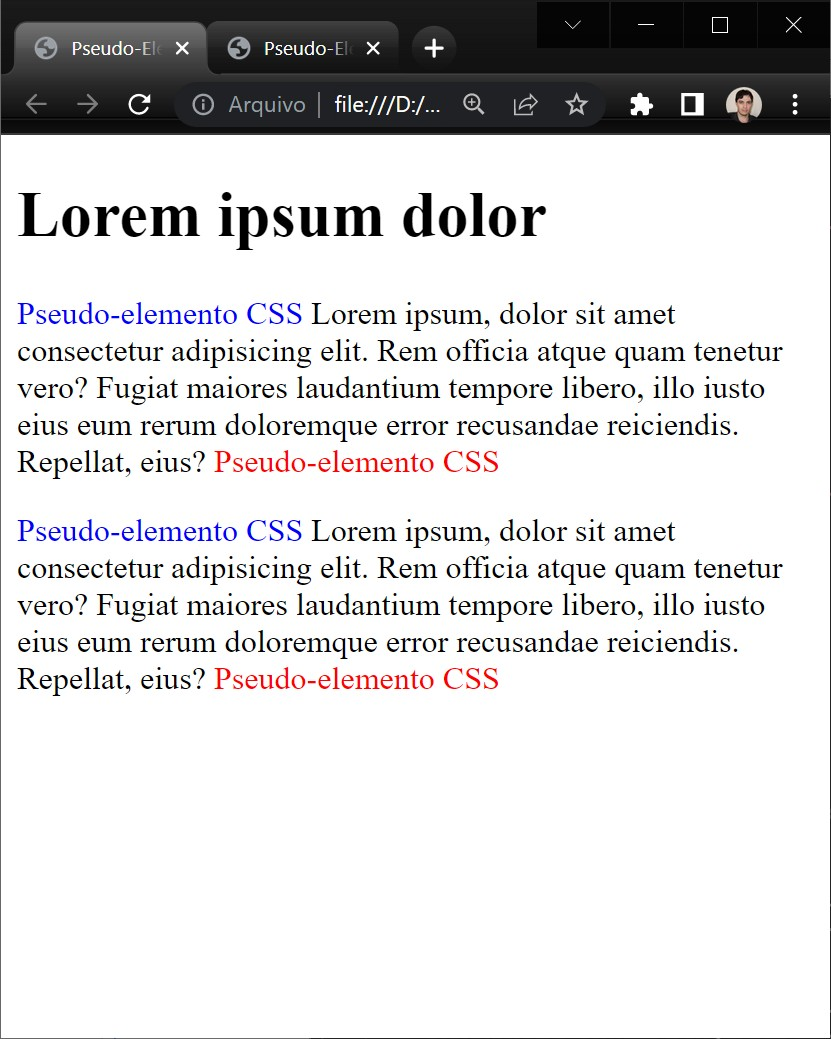 Pseudo-Ele
Pseudo-Ele
Arquivo | file:///D:/...
Lorem ipsum dolor
Pseudo-elemento CSS Lorem ipsum, dolor sit amet
consectetur adipisicing elit. Rem officia atque quam tenetur
vero? Fugiat maiores laudantium tempore libero, illo iusto
eius eum rerum doloremque error recusandae reiciendis.
Repellat, eius? Pseudo-elemento CSS
Pseudo-elemento CSS Lorem ipsum, dolor sit amet
consectetur adipisicing elit. Rem officia atque quam tenetur
vero? Fugiat maiores laudantium tempore libero, illo iusto
eius eum rerum doloremque error recusandae reiciendis.
Repellat, eius? Pseudo-elemento CSS